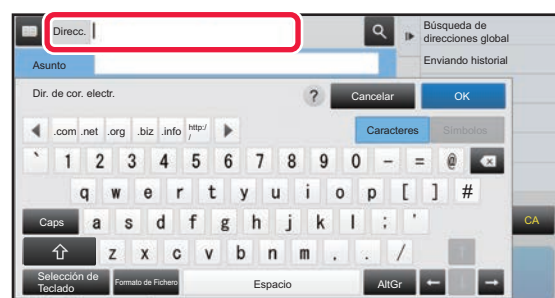 Direcc.
Búsqueda de
direcciones global
Asunto
Enviando historial
Dir. de cor. electr.
?
Cancelar
OK
.com .net .org .biz .info http:/
/
Caracteres
Símbolos
` 1 2 3 4 5 6 7 8 9 0 - = @
q w e r t y u i o p [ ] #
Caps a s d f g h j k l ; '
CA
z x c v b n m . . /
Selección de
Teclado
Formato de Fichero
Espacio
AltGr